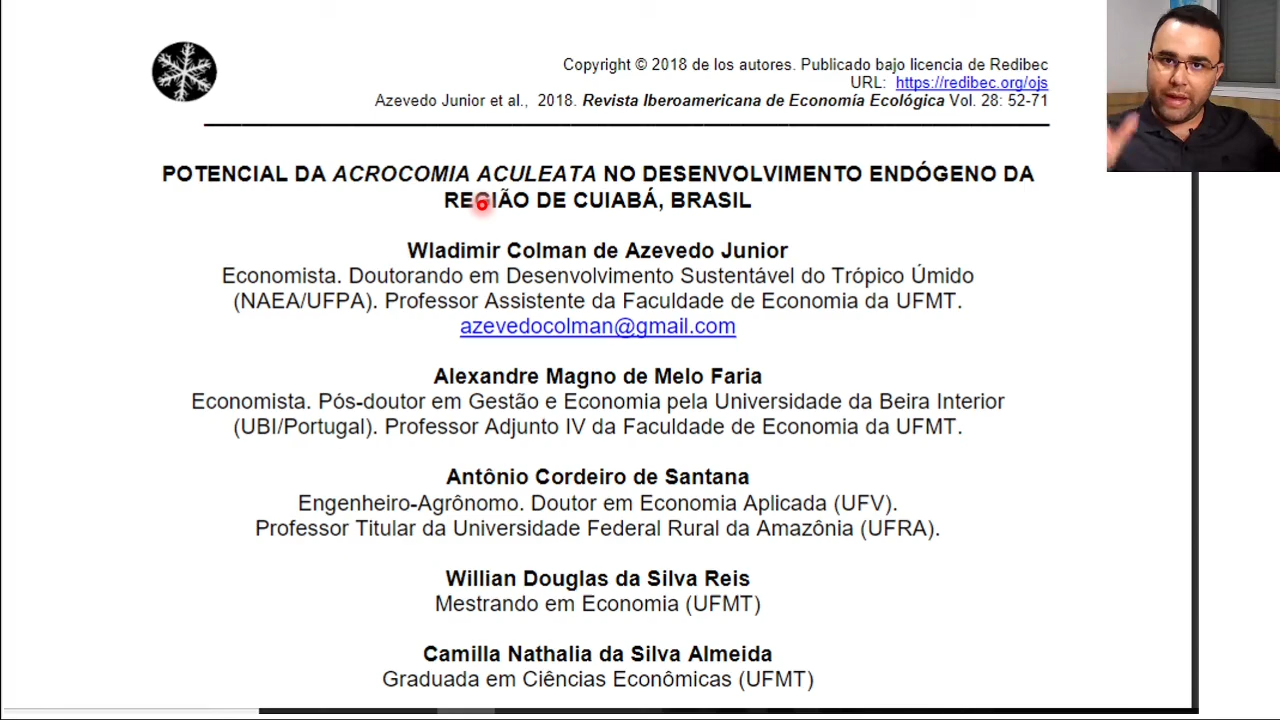 Copyright © 2018 de los autores. Publicado bajo licencia de Redibec
URL: https://redibec.org/ojs
Azevedo Junior et al., 2018. Revista Iberoamericana de Economía Ecológica Vol. 28: 52-71
POTENCIAL DA ACROCOMIA ACULEATA NO DESENVOLVIMENTO ENDÓGENO DA
REGIÃO DE CUIABÁ, BRASIL
Wladimir Colman de Azevedo Junior
Economista. Doutorando em Desenvolvimento Sustentável do Trópico Úmido
(NAEA/UFPA). Professor Assistente da Faculdade de Economia da UFMT.
azevedocolman@gmail.com
Alexandre Magno de Melo Faria
Economista. Pós-doutor em Gestão e Economia pela Universidade da Beira Interior
(UBI/Portugal). Professor Adjunto IV da Faculdade de Economia da UFMT.
Antônio Cordeiro de Santana
Engenheiro-Agrônomo. Doutor em Economia Aplicada (UFV).
Professor Titular da Universidade Federal Rural da Amazônia (UFRA).
Willian Douglas da Silva Reis
Mestrando em Economia (UFMT)
Camilla Nathalia da Silva Almeida
Graduada em Ciências Econômicas (UFMT)